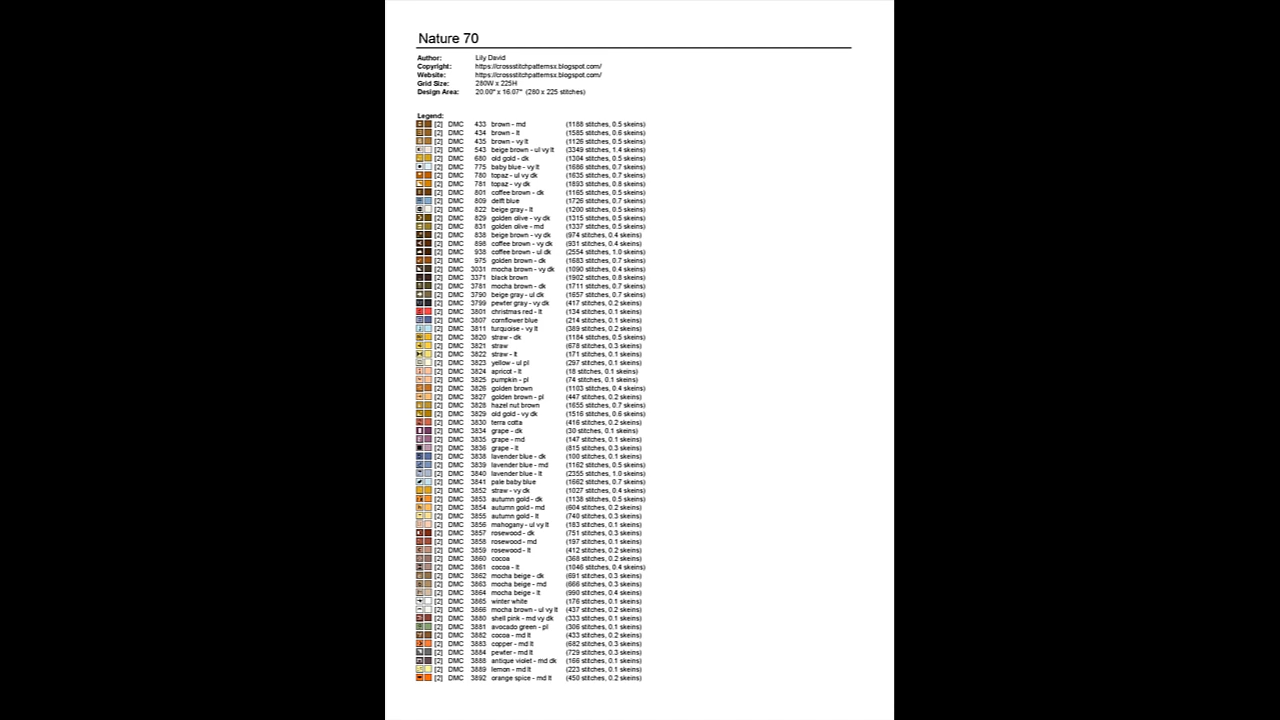 Nature 70
Author: Lily David
Copyright: https://crossstitchpatternsx.blogspot.com/
Website: https://crossstitchpatternsx.blogspot.com/
Grid Size: 280W x 225H
Design Area: 20.00" x 16.07" (280 x 225 stitches)
Legend:
[2] DMC 433 brown - md (1188 stitches, 0.5 skeins)
[2] DMC 434 brown - lt (1585 stitches, 0.6 skeins)
[2] DMC 435 brown - vy lt (1126 stitches, 0.5 skeins)
[2] DMC 543 beige brown - ul vy lt (3349 stitches, 1.4 skeins)
[2] DMC 680 old gold - dk (1304 stitches, 0.5 skeins)
[2] DMC 775 baby blue - vy lt (1686 stitches, 0.7 skeins)
[2] DMC 780 topaz - ul vy dk (1635 stitches, 0.7 skeins)
[2] DMC 781 topaz - vy dk (1893 stitches, 0.8 skeins)
[2] DMC 801 coffee brown - dk (1165 stitches, 0.5 skeins)
[2] DMC 809 delft blue (1726 stitches, 0.7 skeins)
[2] DMC 822 beige gray - lt (1200 stitches, 0.5 skeins)
[2] DMC 829 golden olive - vy dk (1315 stitches, 0.5 skeins)
[2] DMC 831 golden olive - md (1337 stitches, 0.5 skeins)
[2] DMC 838 beige brown - vy dk (974 stitches, 0.4 skeins)
[2] DMC 898 coffee brown - vy dk (931 stitches, 0.4 skeins)
[2] DMC 938 coffee brown - ul dk (2554 stitches, 1.0 skeins)
[2] DMC 975 golden brown - dk (1683 stitches, 0.7 skeins)
[2] DMC 3031 mocha brown - vy dk (1090 stitches, 0.4 skeins)
[2] DMC 3371 black brown (1902 stitches, 0.8 skeins)
[2] DMC 3781 mocha brown - dk (1711 stitches, 0.7 skeins)
[2] DMC 3790 beige gray - ul dk (1657 stitches, 0.7 skeins)
[2] DMC 3799 pewter gray - vy dk (417 stitches, 0.2 skeins)
[2] DMC 3801 christmas red - lt (134 stitches, 0.1 skeins)
[2] DMC 3807 cornflower blue (214 stitches, 0.1 skeins)
[2] DMC 3811 turquoise - vy lt (389 stitches, 0.2 skeins)
[2] DMC 3820 straw - dk (1184 stitches, 0.5 skeins)
[2] DMC 3821 straw (678 stitches, 0.3 skeins)
[2] DMC 3822 straw - lt (171 stitches, 0.1 skeins)
[2] DMC 3823 yellow - ul pl (297 stitches, 0.1 skeins)
[2] DMC 3824 apricot - lt (18 stitches, 0.1 skeins)
[2] DMC 3825 pumpkin - pl (74 stitches, 0.1 skeins)
[2] DMC 3826 golden brown (1103 stitches, 0.4 skeins)
[2] DMC 3827 golden brown - pl (447 stitches, 0.2 skeins)
[2] DMC 3828 hazel nut brown (1655 stitches, 0.7 skeins)
[2] DMC 3829 old gold - vy dk (1516 stitches, 0.6 skeins)
[2] DMC 3830 terra cotta (416 stitches, 0.2 skeins)
[2] DMC 3834 grape - dk (30 stitches, 0.1 skeins)
[2] DMC 3835 grape - md (147 stitches, 0.1 skeins)
[2] DMC 3836 grape - lt (815 stitches, 0.3 skeins)
[2] DMC 3838 lavender blue - dk (100 stitches, 0.1 skeins)
[2] DMC 3839 lavender blue - md (1162 stitches, 0.5 skeins)
[2] DMC 3840 lavender blue - lt (2355 stitches, 1.0 skeins)
[2] DMC 3841 pale baby blue (1662 stitches, 0.7 skeins)
[2] DMC 3852 straw - vy dk (1027 stitches, 0.4 skeins)
[2] DMC 3853 autumn gold - dk (1138 stitches, 0.5 skeins)
[2] DMC 3854 autumn gold - md (604 stitches, 0.2 skeins)
[2] DMC 3855 autumn gold - lt (740 stitches, 0.3 skeins)
[2] DMC 3856 mahogany - ul vy lt (183 stitches, 0.1 skeins)
[2] DMC 3857 rosewood - dk (751 stitches, 0.3 skeins)
[2] DMC 3858 rosewood - md (197 stitches, 0.1 skeins)
[2] DMC 3859 rosewood - lt (412 stitches, 0.2 skeins)
[2] DMC 3860 cocoa (368 stitches, 0.2 skeins)
[2] DMC 3861 cocoa - lt (1046 stitches, 0.4 skeins)
[2] DMC 3862 mocha beige - dk (691 stitches, 0.3 skeins)
[2] DMC 3863 mocha beige - md (666 stitches, 0.3 skeins)
[2] DMC 3864 mocha beige - lt (990 stitches, 0.4 skeins)
[2] DMC 3865 winter white (176 stitches, 0.1 skeins)
[2] DMC 3866 mocha brown - ul vy lt (437 stitches, 0.2 skeins)
[2] DMC 3880 shell pink - md vy dk (333 stitches, 0.1 skeins)
[2] DMC 3881 avocado green - pl (306 stitches, 0.1 skeins)
[2] DMC 3882 cocoa - md lt (433 stitches, 0.2 skeins)
[2] DMC 3883 copper - md lt (682 stitches, 0.3 skeins)
[2] DMC 3884 pewter - md lt (729 stitches, 0.3 skeins)
[2] DMC 3888 antique violet - md dk (166 stitches, 0.1 skeins)
[2] DMC 3889 lemon - md lt (223 stitches, 0.1 skeins)
[2] DMC 3892 orange spice - md lt (450 stitches, 0.2 skeins)